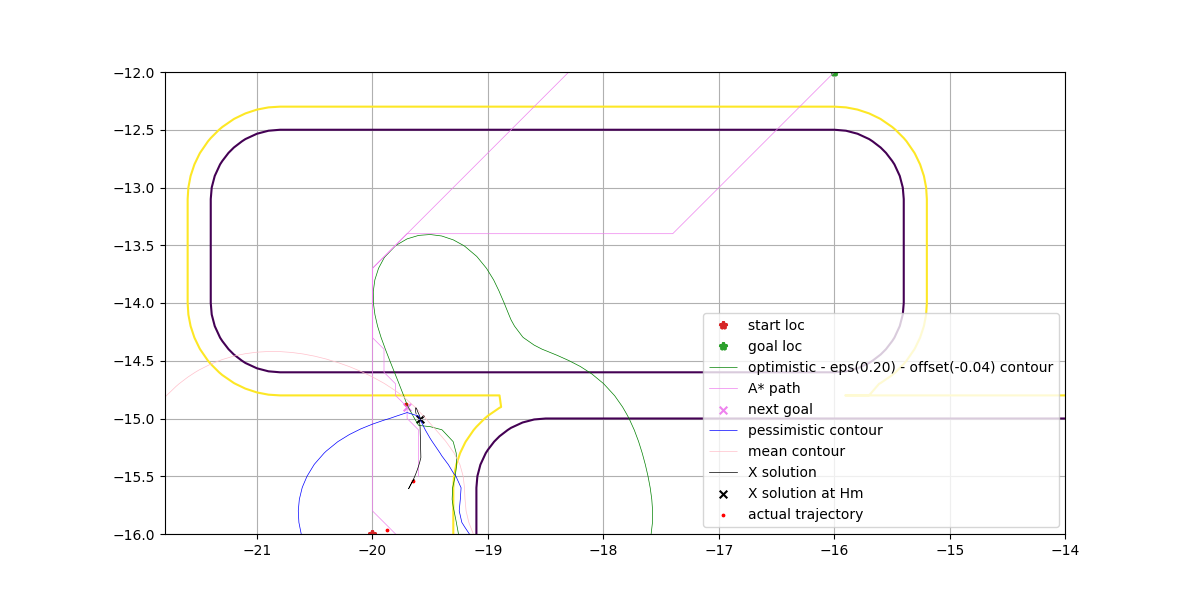 −12.0
−12.5
−13.0
−13.5
−14.0
−14.5
−15.0
−15.5
−16.0
−21
−20
−19
−18
−17
−16
−15
−14
start loc
goal loc
optimistic - eps(0.20) - offset(-0.04) contour
A* path
next goal
pessimistic contour
mean contour
X solution
X solution at Hm
actual trajectory